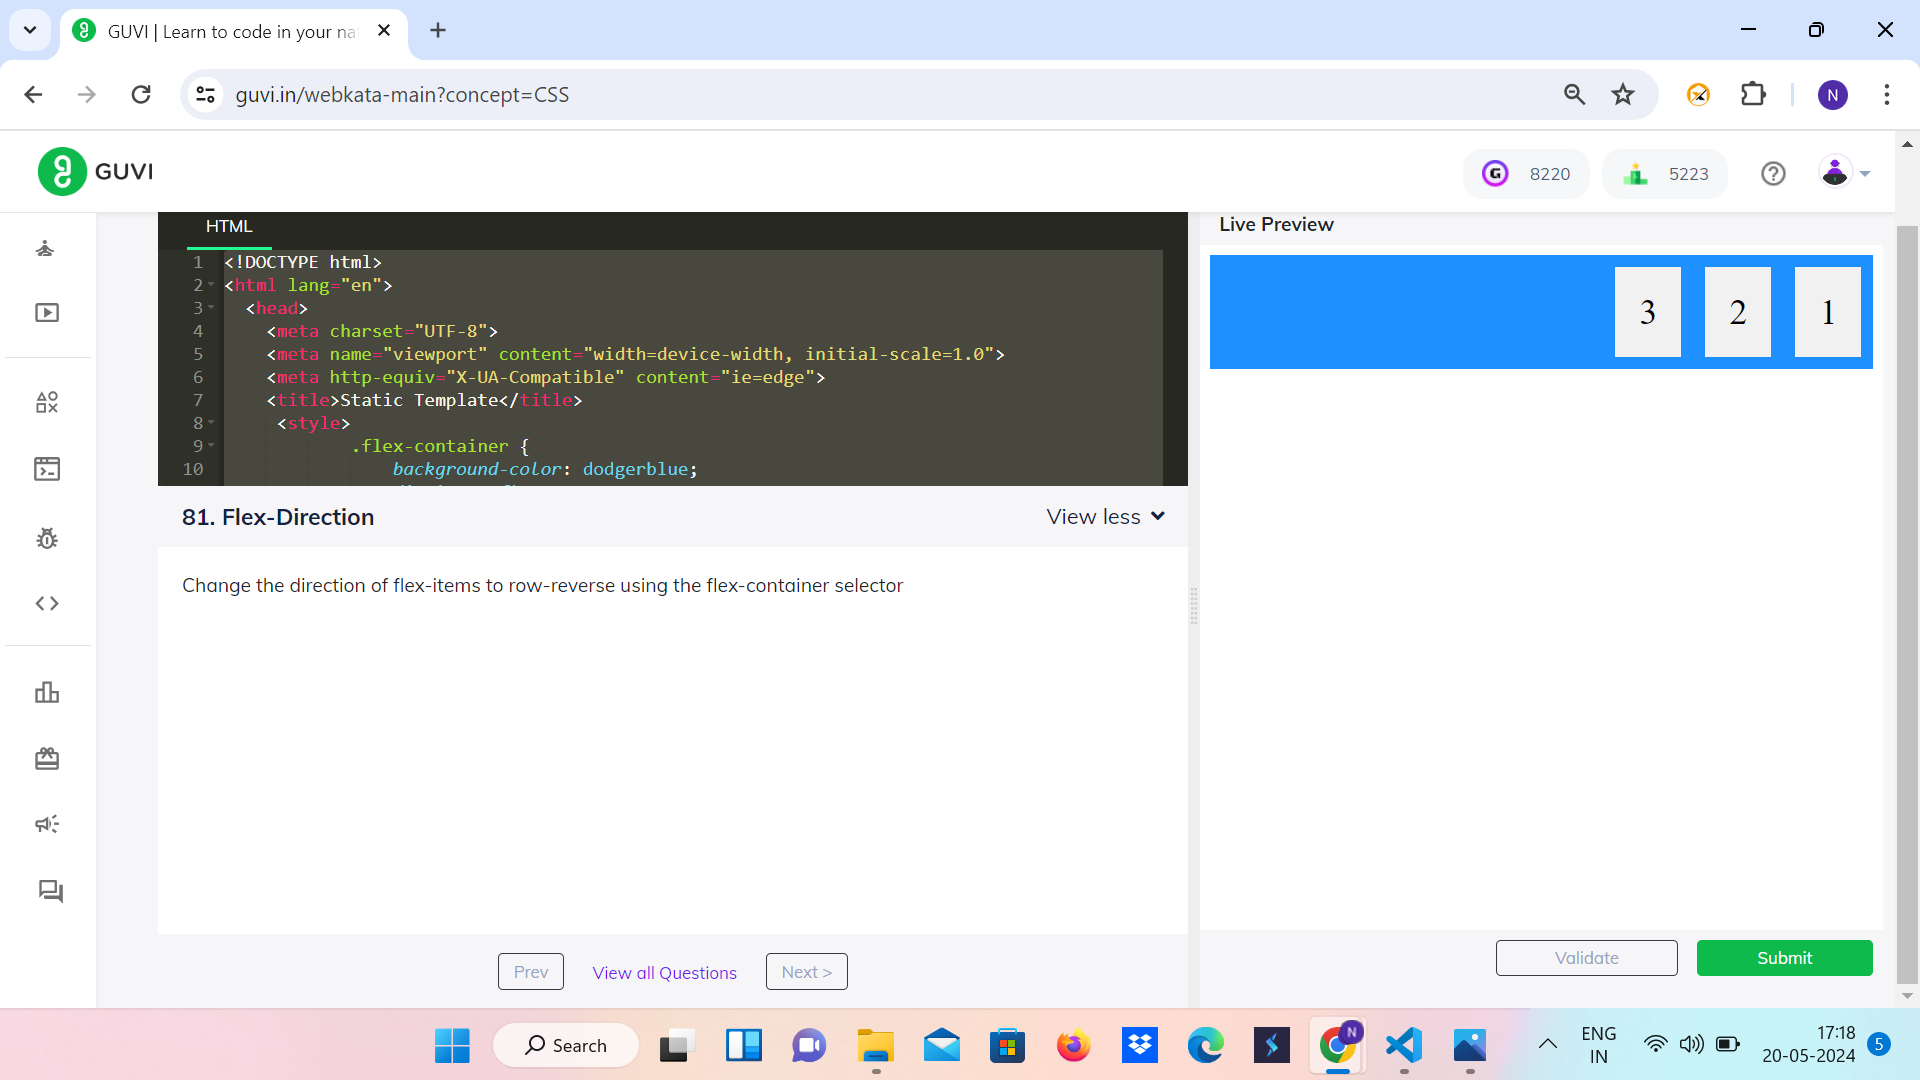 GUVI | Learn to code in your na
guvi.in/webkata-main?concept=CSS
N
GUVI
G
8220
5223
HTML
Live Preview
1 <!DOCTYPE html>
2 <html lang="en">
3 <head>
4 <meta charset="UTF-8">
5 <meta name="viewport" content="width=device-width, initial-scale=1.0">
6 <meta http-equiv="X-UA-Compatible" content="ie=edge">
7 <title>Static Template</title>
8 <style>
9 .flex-container {
10 background-color: dodgerblue;
3 2 1
81. Flex-Direction
View less
Change the direction of flex-items to row-reverse using the flex-container selector
Prev
View all Questions
Next >
Validate
Submit
Search
N
ENG
IN
17:18
20-05-2024
5